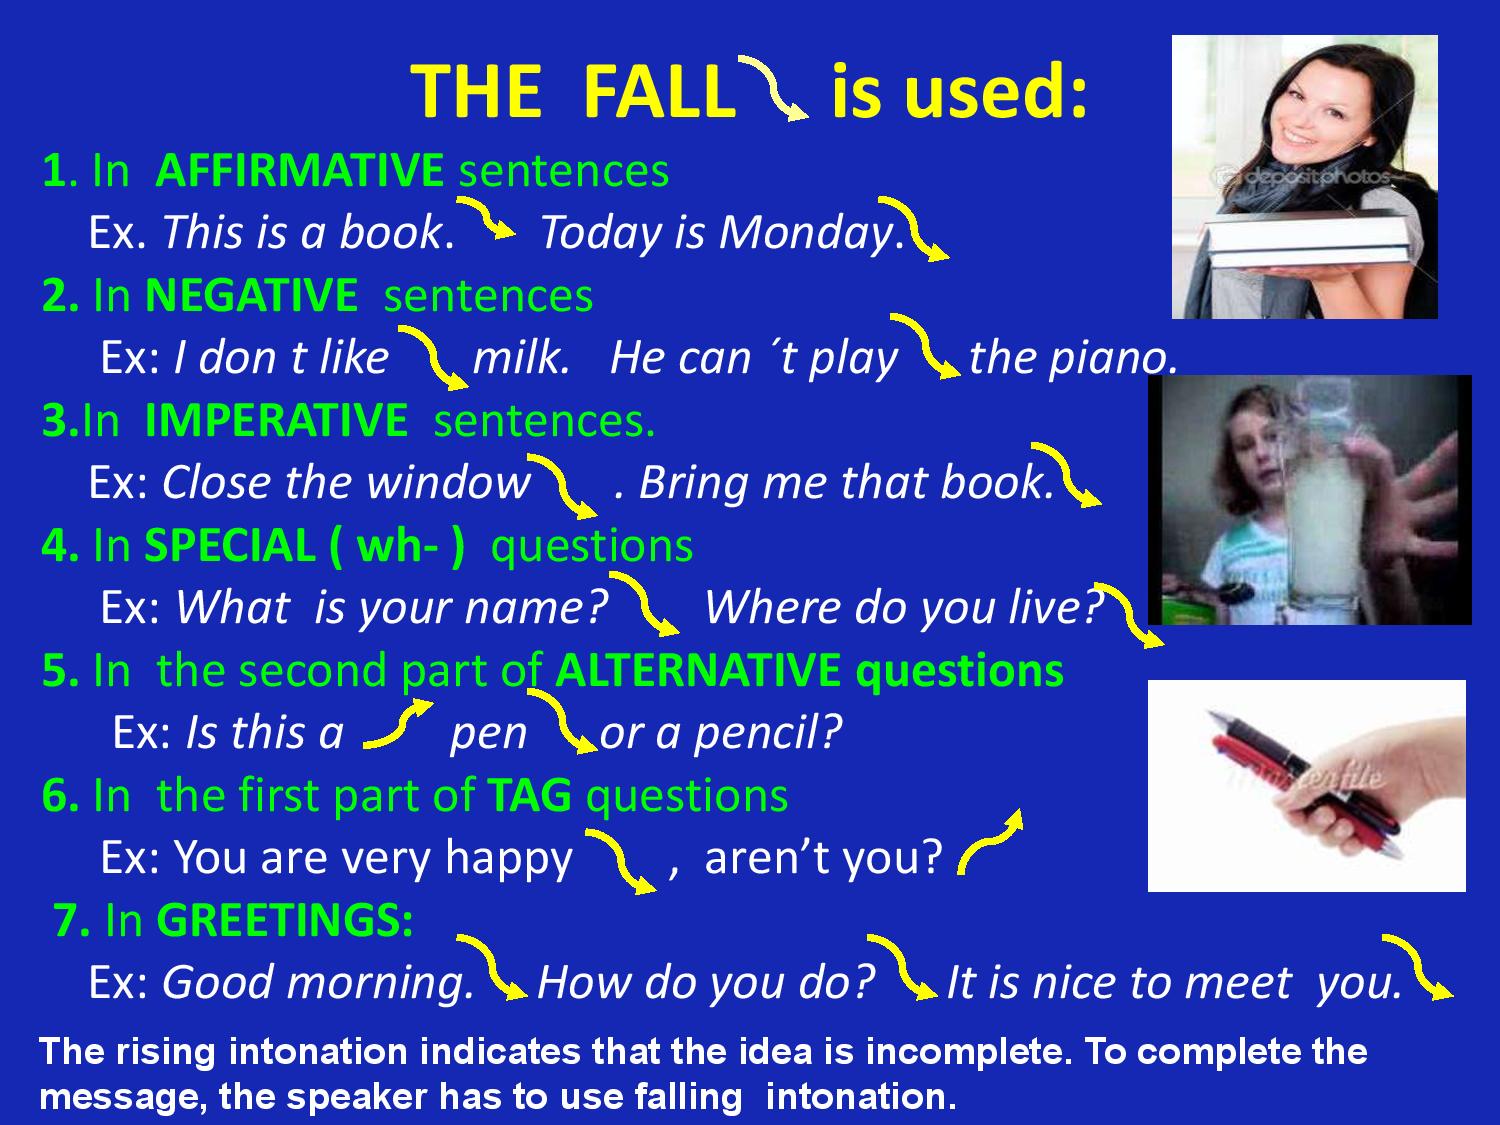 THE FALL is used:
1. In AFFIRMATIVE sentences
Ex. This is a book. Today is Monday.
2. In NEGATIVE sentences
Ex: I don t like milk. He can ´t play the piano.
3.In IMPERATIVE sentences.
Ex: Close the window . Bring me that book.
4. In SPECIAL ( wh- ) questions
Ex: What is your name? Where do you live?
5. In the second part of ALTERNATIVE questions
Ex: Is this a pen or a pencil?
6. In the first part of TAG questions
Ex: You are very happy , aren’t you?
7. In GREETINGS:
Ex: Good morning. How do you do? It is nice to meet you.
The rising intonation indicates that the idea is incomplete. To complete the
message, the speaker has to use falling intonation.
depositphotos
Masterfile